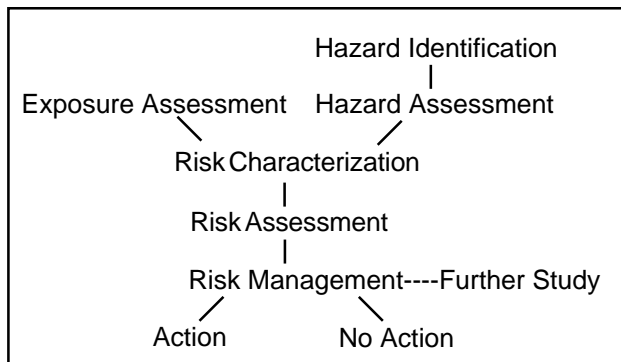 Hazard Identification
Exposure Assessment Hazard Assessment
Risk Characterization
Risk Assessment
Risk Management----Further Study
Action No Action